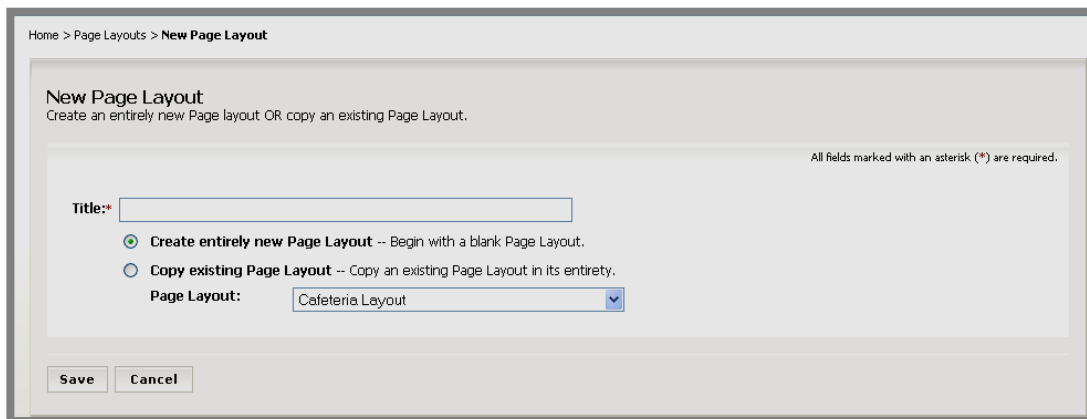 Home > Page Layouts > New Page Layout
New Page Layout
Create an entirely new Page layout OR copy an existing Page Layout.
All fields marked with an asterisk (*) are required.
Title:*
Create entirely new Page Layout -- Begin with a blank Page Layout.
Copy existing Page Layout -- Copy an existing Page Layout in its entirety.
Page Layout: Cafeteria Layout
Save Cancel